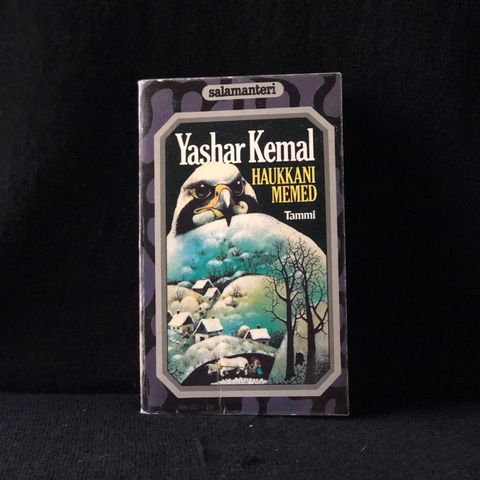 salamanteri
Yashar Kemal
HAUKKANI
MEMED
Tammi